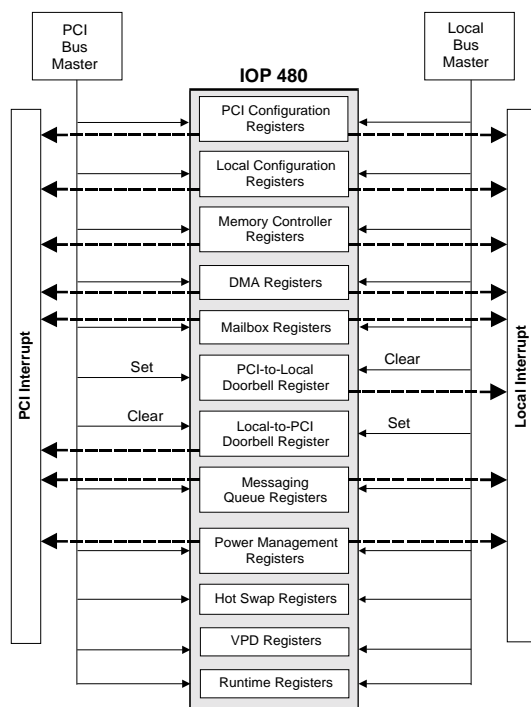 PCI
Bus
Master
Local
Bus
Master
IOP 480
PCI Configuration
Registers
Local Configuration
Registers
Memory Controller
Registers
DMA Registers
Mailbox Registers
Set
PCI-to-Local
Doorbell Register
Clear
Clear
Local-to-PCI
Doorbell Register
Set
Messaging
Queue Registers
Power Management
Registers
Hot Swap Registers
VPD Registers
Runtime Registers
PCI Interrupt
Local Interrupt